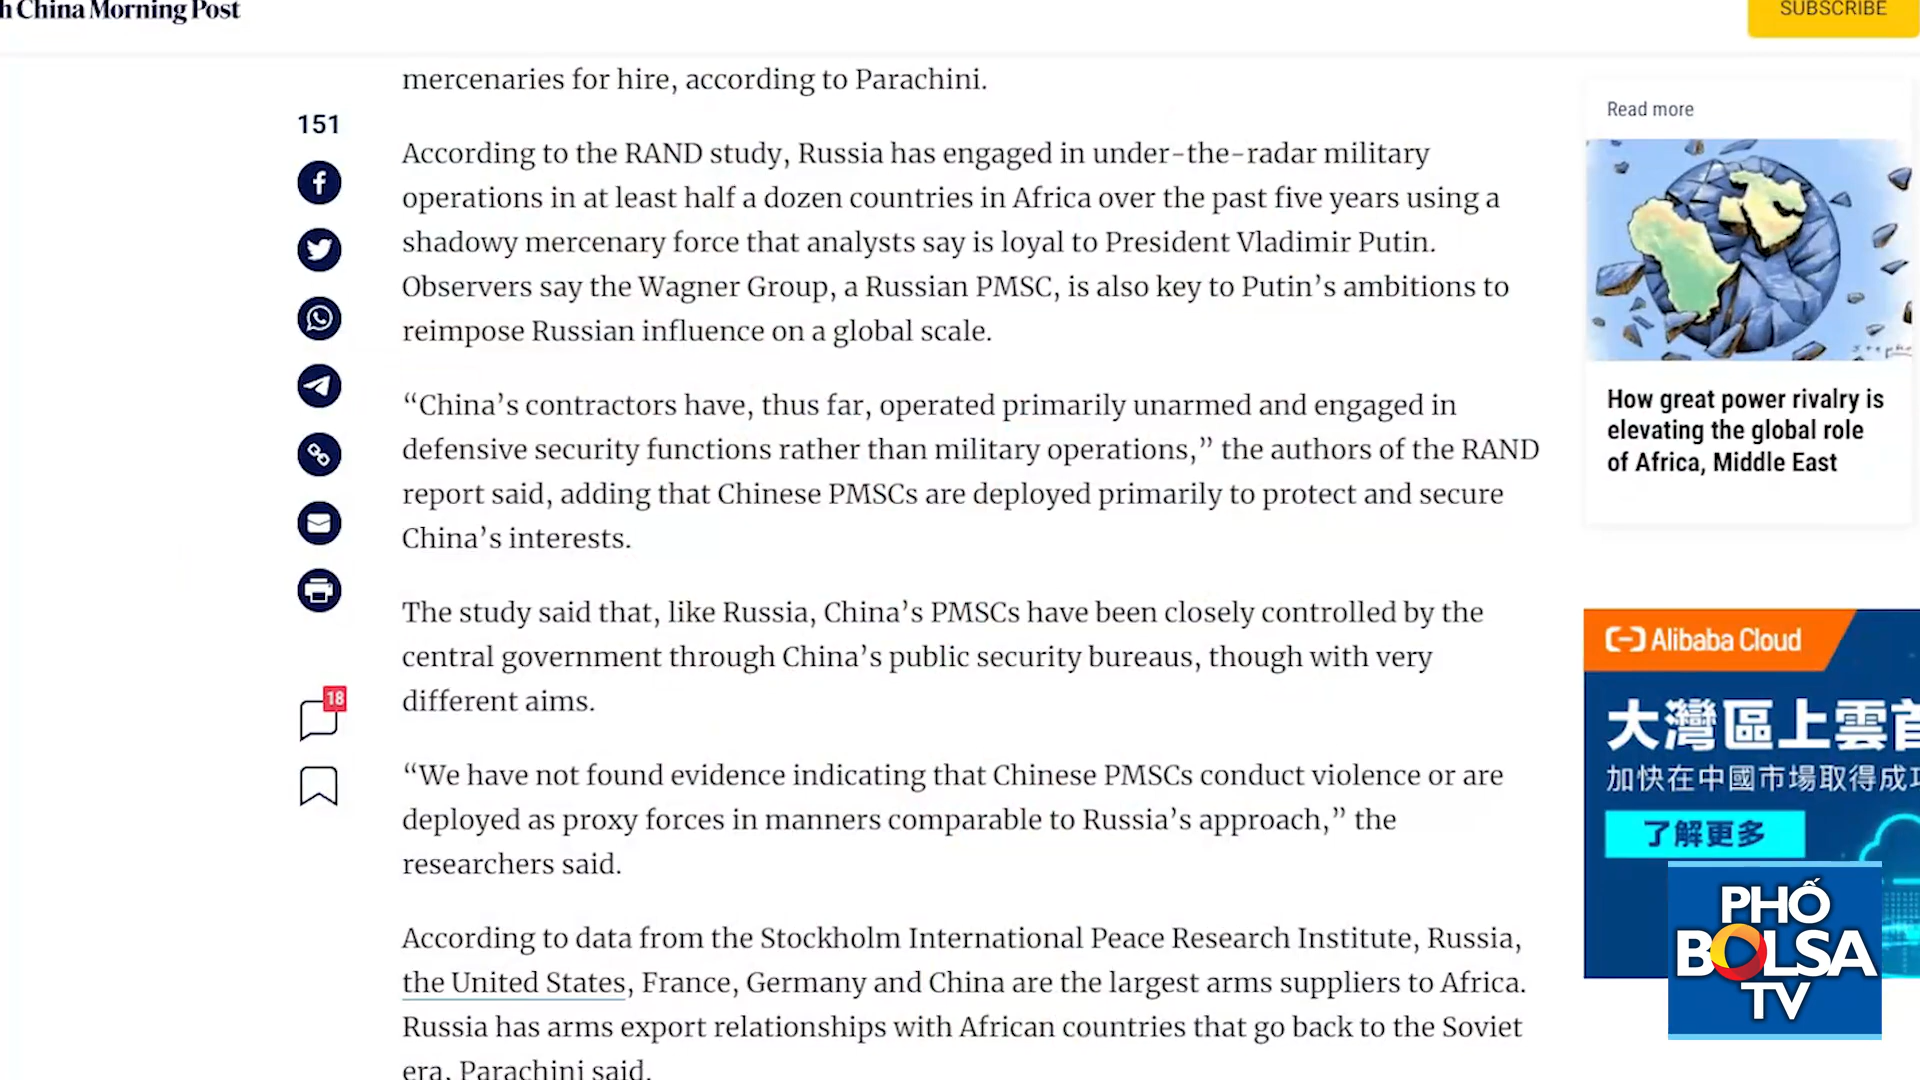 h China Morning Post
SUBSCRIBE
mercenaries for hire, according to Parachini.
151
According to the RAND study, Russia has engaged in under-the-radar military
operations in at least half a dozen countries in Africa over the past five years using a
shadowy mercenary force that analysts say is loyal to President Vladimir Putin.
Observers say the Wagner Group, a Russian PMSC, is also key to Putin’s ambitions to
reimpose Russian influence on a global scale.
“China’s contractors have, thus far, operated primarily unarmed and engaged in
defensive security functions rather than military operations,” the authors of the RAND
report said, adding that Chinese PMSCs are deployed primarily to protect and secure
China’s interests.
The study said that, like Russia, China’s PMSCs have been closely controlled by the
central government through China’s public security bureaus, though with very
different aims.
18
“We have not found evidence indicating that Chinese PMSCs conduct violence or are
deployed as proxy forces in manners comparable to Russia’s approach,” the
researchers said.
According to data from the Stockholm International Peace Research Institute, Russia,
the United States, France, Germany and China are the largest arms suppliers to Africa.
Russia has arms export relationships with African countries that go back to the Soviet
era, Parachini said.
Read more
How great power rivalry is
elevating the global role
of Africa, Middle East
Alibaba Cloud
大灣區上雲首
加快在中國市場取得成功
了解更多
PHỐ
BOLSA
TV